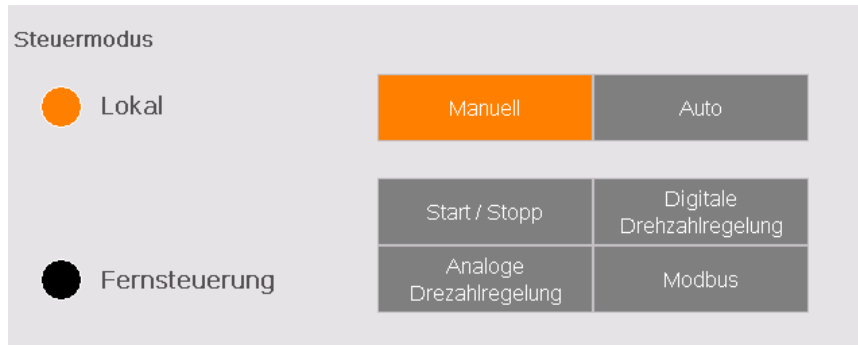 Steuermodus
Lokal
Manuell
Auto
Start / Stopp
Digitale
Drehzahlregelung
Fernsteuerung
Analoge
Drezahlregelung
Modbus